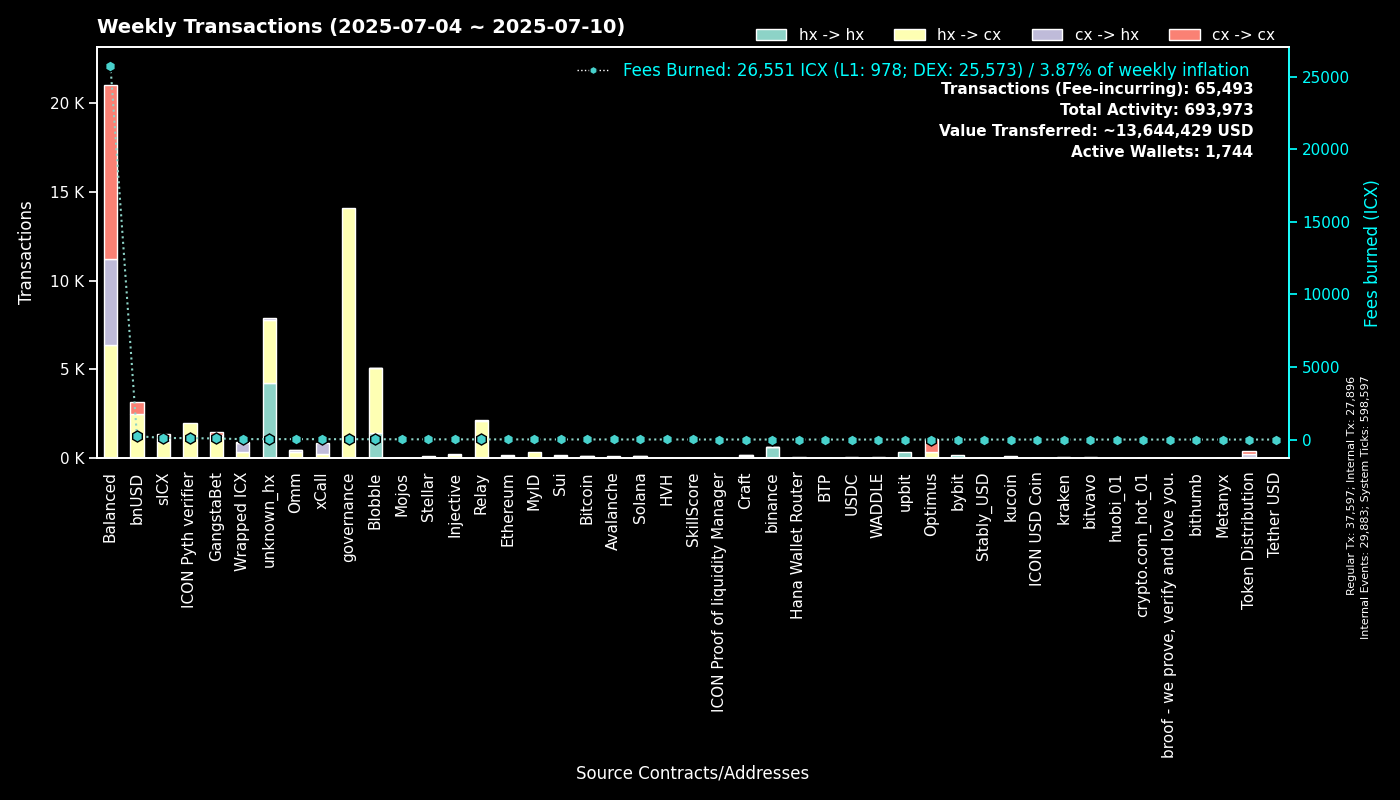 Weekly Transactions (2025-07-04 ~ 2025-07-10)
hx -> hx
hx -> cx
cx -> hx
cx -> cx
Fees Burned: 26,551 ICX (L1: 978; DEX: 25,573) / 3.87% of weekly inflation
Transactions (Fee-incurring): 65,493
Total Activity: 693,973
Value Transferred: ~13,644,429 USD
Active Wallets: 1,744
Transactions
20 K
15 K
10 K
5 K
0 K
25000
20000
15000
10000
5000
0
Fees burned (ICX)
Regular Tx: 37,597; Internal Tx: 27,896
Internal Events: 29,883; System Ticks: 598,597
Balanced
bnUSD
sICX
ICON Pyth verifier
GangstaBet
Wrapped ICX
unknown_hx
Omm
xCall
governance
Blobble
Mojos
Stellar
Injective
Relay
Ethereum
MyID
Sui
Bitcoin
Avalanche
Solana
HVH
SkillScore
ICON Proof of liquidity Manager
Craft
binance
Hana Wallet Router
BTP
USDC
WADDLE
upbit
Optimus
bybit
Stably_USD
kucoin
ICON USD Coin
kraken
bitvavo
huobi_01
crypto.com_hot_01
broof - we prove, verify and love you.
bithumb
Metanyx
Token Distribution
Tether USD
Source Contracts/Addresses